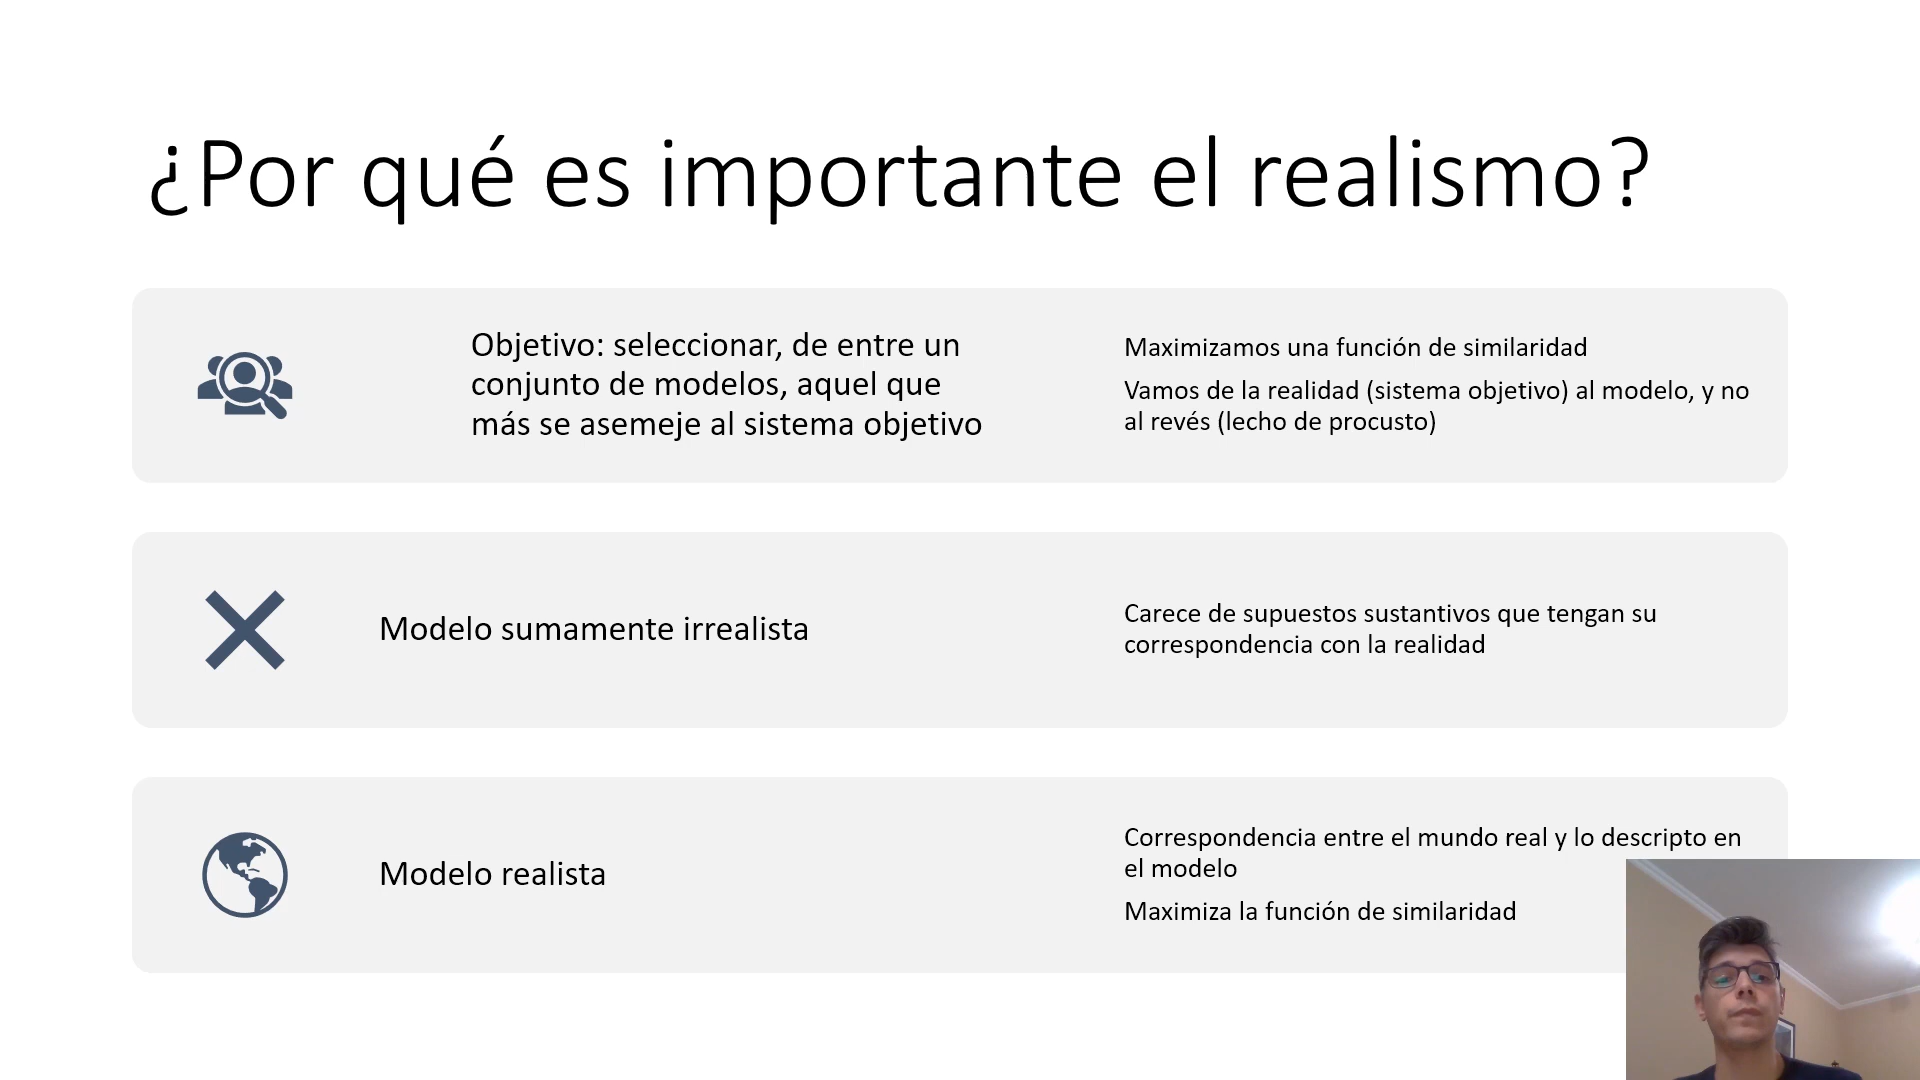 ¿Por qué es importante el realismo?
Objetivo: seleccionar, de entre un
conjunto de modelos, aquel que
más se asemeje al sistema objetivo
Maximizamos una función de similaridad
Vamos de la realidad (sistema objetivo) al modelo, y no
al revés (lecho de procusto)
Modelo sumamente irrealista
Carece de supuestos sustantivos que tengan su
correspondencia con la realidad
Modelo realista
Correspondencia entre el mundo real y lo descripto en
el modelo
Maximiza la función de similaridad